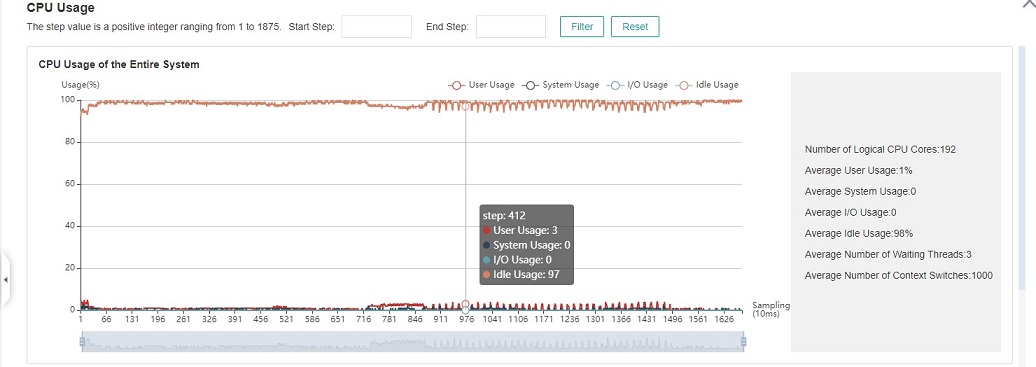 CPU Usage
The step value is a positive integer ranging from 1 to 1875. Start Step: End Step: Filter Reset
CPU Usage of the Entire System
Usage(%)
User Usage System Usage I/O Usage Idle Usage
100
80
60
40
20
0
step: 412
User Usage: 3
System Usage: 0
I/O Usage: 0
Idle Usage: 97
1 66 131 196 261 326 391 456 521 586 651 716 781 846 911 976 1041 1106 1171 1236 1301 1366 1431 1496 1561 1626
Sampling
(10ms)
Number of Logical CPU Cores:192
Average User Usage:1%
Average System Usage:0
Average I/O Usage:0
Average Idle Usage:98%
Average Number of Waiting Threads:3
Average Number of Context Switches:1000